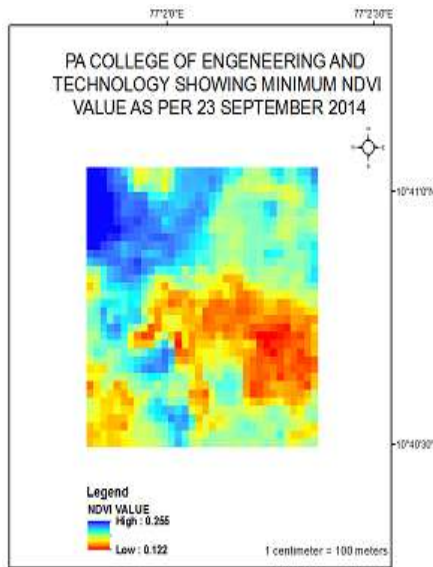 77°2'0"E
77°2'30"E
PA COLLEGE OF ENGENEERING AND
TECHNOLOGY SHOWING MINIMUM NDVI
VALUE AS PER 23 SEPTEMBER 2014
10°41'0"N
10°40'30"
Legend
NDVI VALUE
High : 0.255
Low : 0.122
1 centimeter = 100 meters